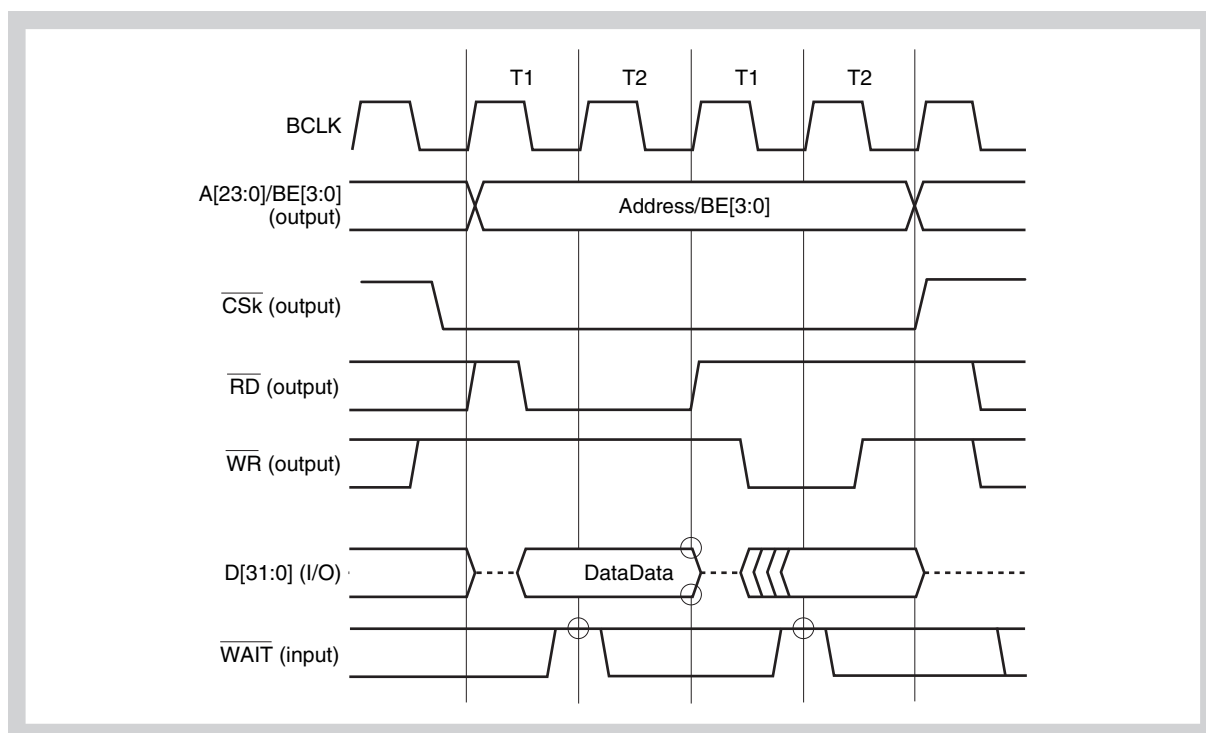 T1 T2 T1 T2
BCLK
A[23:0]/BE[3:0]
(output)
Address/BE[3:0]
CSk (output)
RD (output)
WR (output)
D[31:0] (I/O)
DataData
WAIT (input)